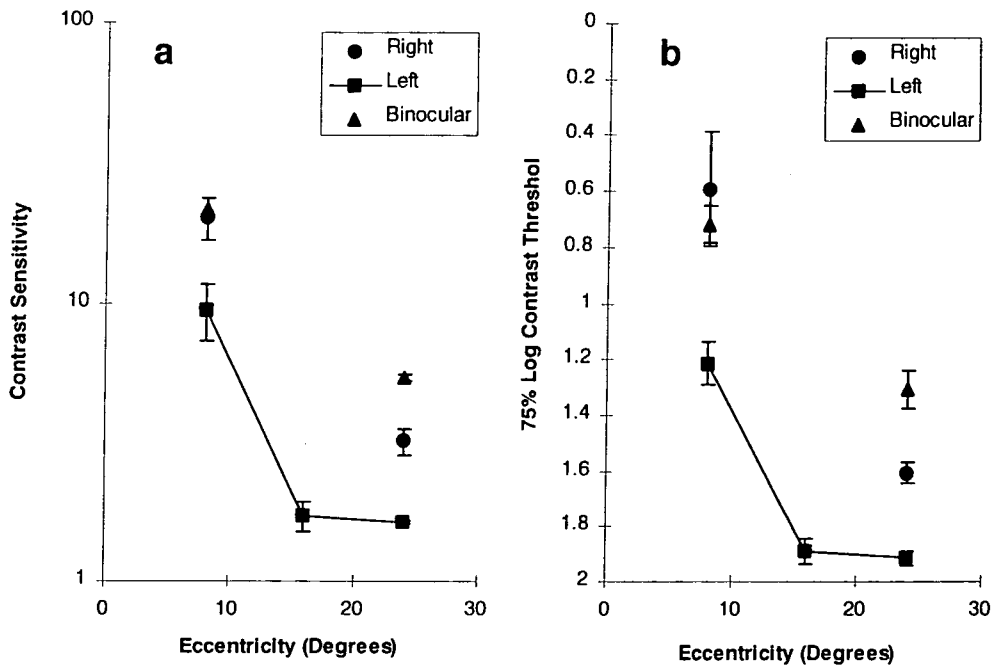 a
Right
Left
Binocular
100
10
1
0
10
20
30
Contrast Sensitivity
Eccentricity (Degrees)
b
Right
Left
Binocular
0
0.2
0.4
0.6
0.8
1
1.2
1.4
1.6
1.8
2
0
10
20
30
75% Log Contrast Threshol
Eccentricity (Degrees)